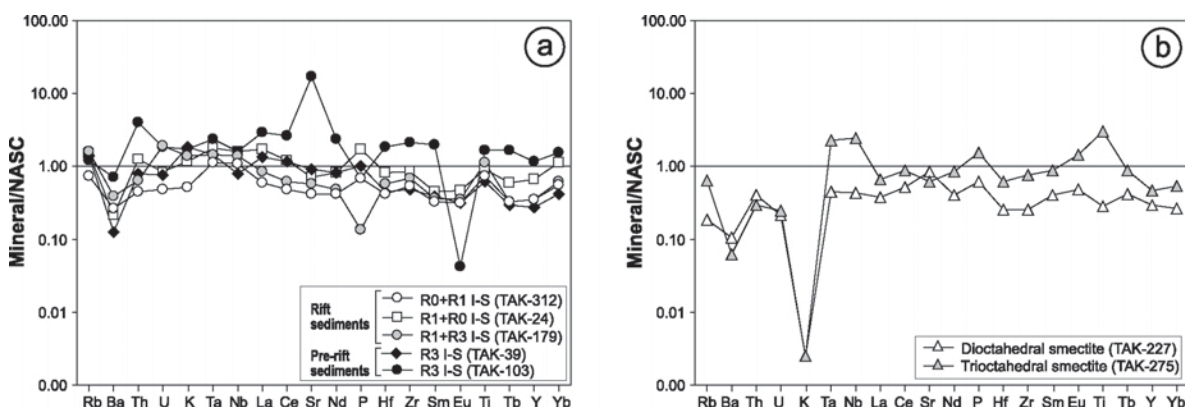 a
100.00
10.00
1.00
0.10
0.01
0.00
Mineral/NASC
Rb Ba Th U K Ta Nb La Ce Sr Nd P Hf Zr Sm Eu Ti Tb Y Yb
Rift sediments
R0+R1 I-S (TAK-312)
R1+R0 I-S (TAK-24)
R1+R3 I-S (TAK-179)
Pre-rift sediments
R3 I-S (TAK-39)
R3 I-S (TAK-103)
b
100.00
10.00
1.00
0.10
0.01
0.00
Mineral/NASC
Rb Ba Th U K Ta Nb La Ce Sr Nd P Hf Zr Sm Eu Ti Tb Y Yb
Dioctahedral smectite (TAK-227)
Trioctahedral smectite (TAK-275)